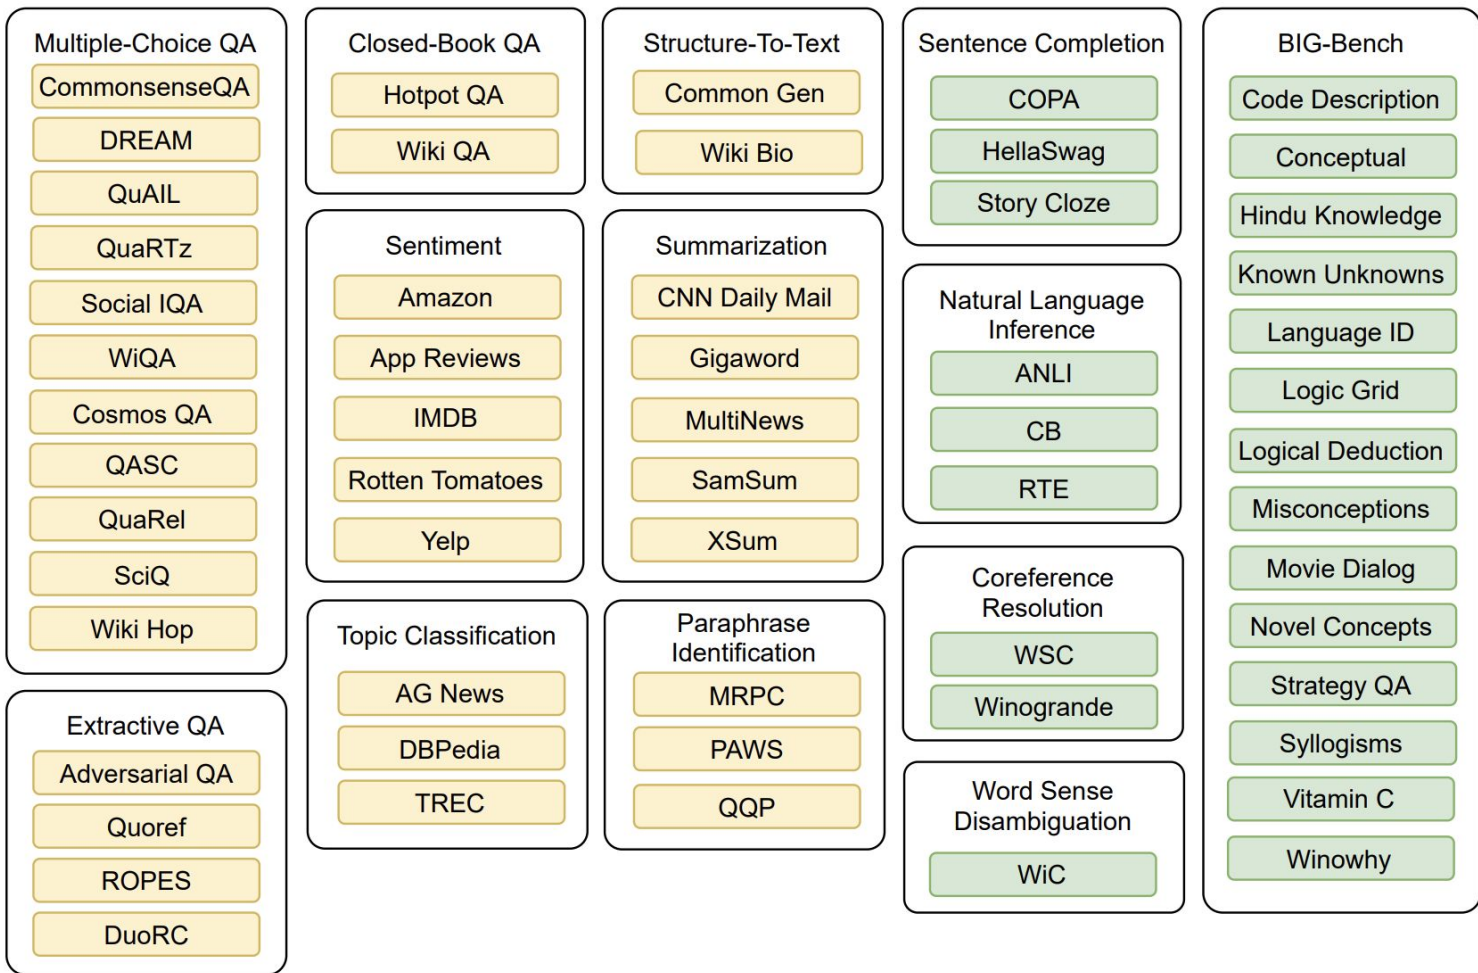 Multiple-Choice QA
CommonsenseQA
DREAM
QuAIL
QuaRTz
Social IQA
WiQA
Cosmos QA
QASC
QuaRel
SciQ
Wiki Hop
Extractive QA
Adversarial QA
Quoref
ROPES
DuoRC
Closed-Book QA
Hotpot QA
Wiki QA
Sentiment
Amazon
App Reviews
IMDB
Rotten Tomatoes
Yelp
Topic Classification
AG News
DBPedia
TREC
Structure-To-Text
Common Gen
Wiki Bio
Summarization
CNN Daily Mail
Gigaword
MultiNews
SamSum
XSum
Paraphrase
Identification
MRPC
PAWS
QQP
Sentence Completion
COPA
HellaSwag
Story Cloze
Natural Language
Inference
ANLI
CB
RTE
Coreference
Resolution
WSC
Winogrande
Word Sense
Disambiguation
WiC
BIG-Bench
Code Description
Conceptual
Hindu Knowledge
Known Unknowns
Language ID
Logic Grid
Logical Deduction
Misconceptions
Movie Dialog
Novel Concepts
Strategy QA
Syllogisms
Vitamin C
Winowhy